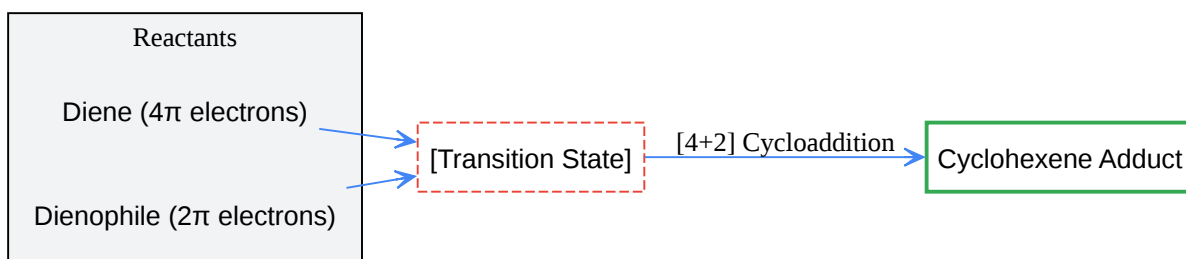 Reactants
Diene (4π electrons)
Dienophile (2π electrons)
[Transition State]
[4+2] Cycloaddition
Cyclohexene Adduct